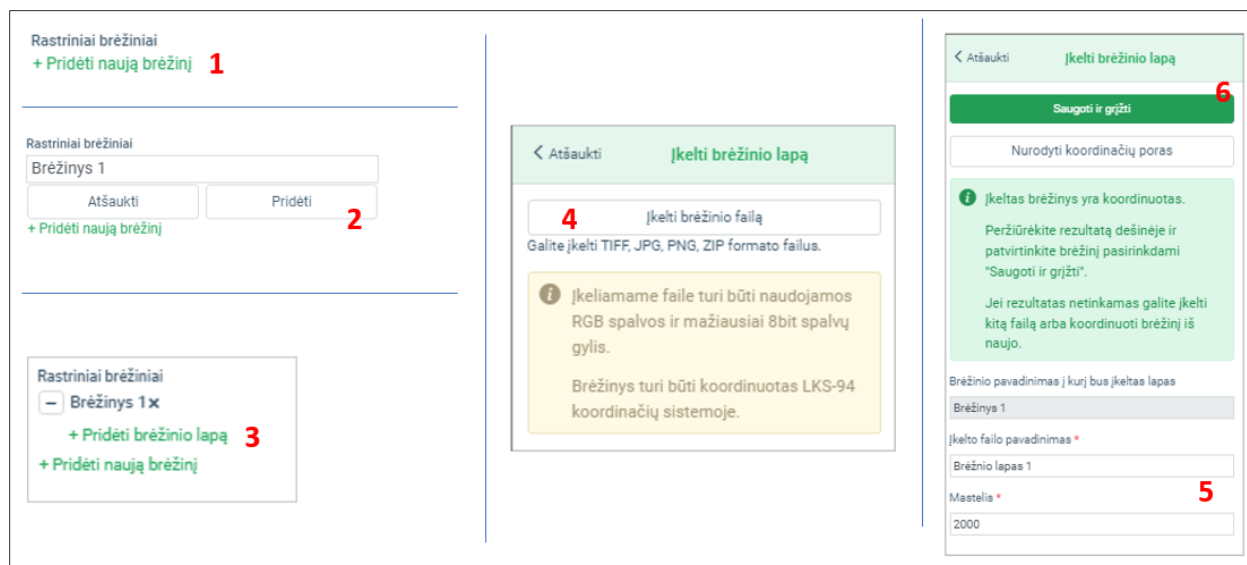 Rastriniai brėžiniai
+ Pridėti naują brėžinį 1
Rastriniai brėžiniai
Brėžinys 1
Atšaukti Pridėti 2
+ Pridėti naują brėžinį
Rastriniai brėžiniai
− Brėžinys 1 ×
+ Pridėti brėžinio lapą 3
+ Pridėti naują brėžinį
< Atšaukti Įkelti brėžinio lapą
4 Įkelti brėžinio failą
Galite įkelti TIFF, JPG, PNG, ZIP formato failus.
Įkeliamame faile turi būti naudojamos
RGB spalvos ir mažiausiai 8bit spalvų
gylis.
Brėžinys turi būti koordinuotas LKS-94
koordinačių sistemoje.
< Atšaukti Įkelti brėžinio lapą
6
Saugoti ir grįžti
Nurodyti koordinačių poras
Įkeltas brėžinys yra koordinuotas.
Peržiūrėkite rezultatą dešinėje ir
patvirtinkite brėžinį pasirinkdami
"Saugoti ir grįžti".
Jei rezultatas netinkamas galite įkelti
kitą failą arba koordinuoti brėžinį iš
naujo.
Brėžinio pavadinimas į kurį bus įkeltas lapas
Brėžinys 1
Įkelto failo pavadinimas *
Brėžnio lapas 1
Mastelis * 5
2000